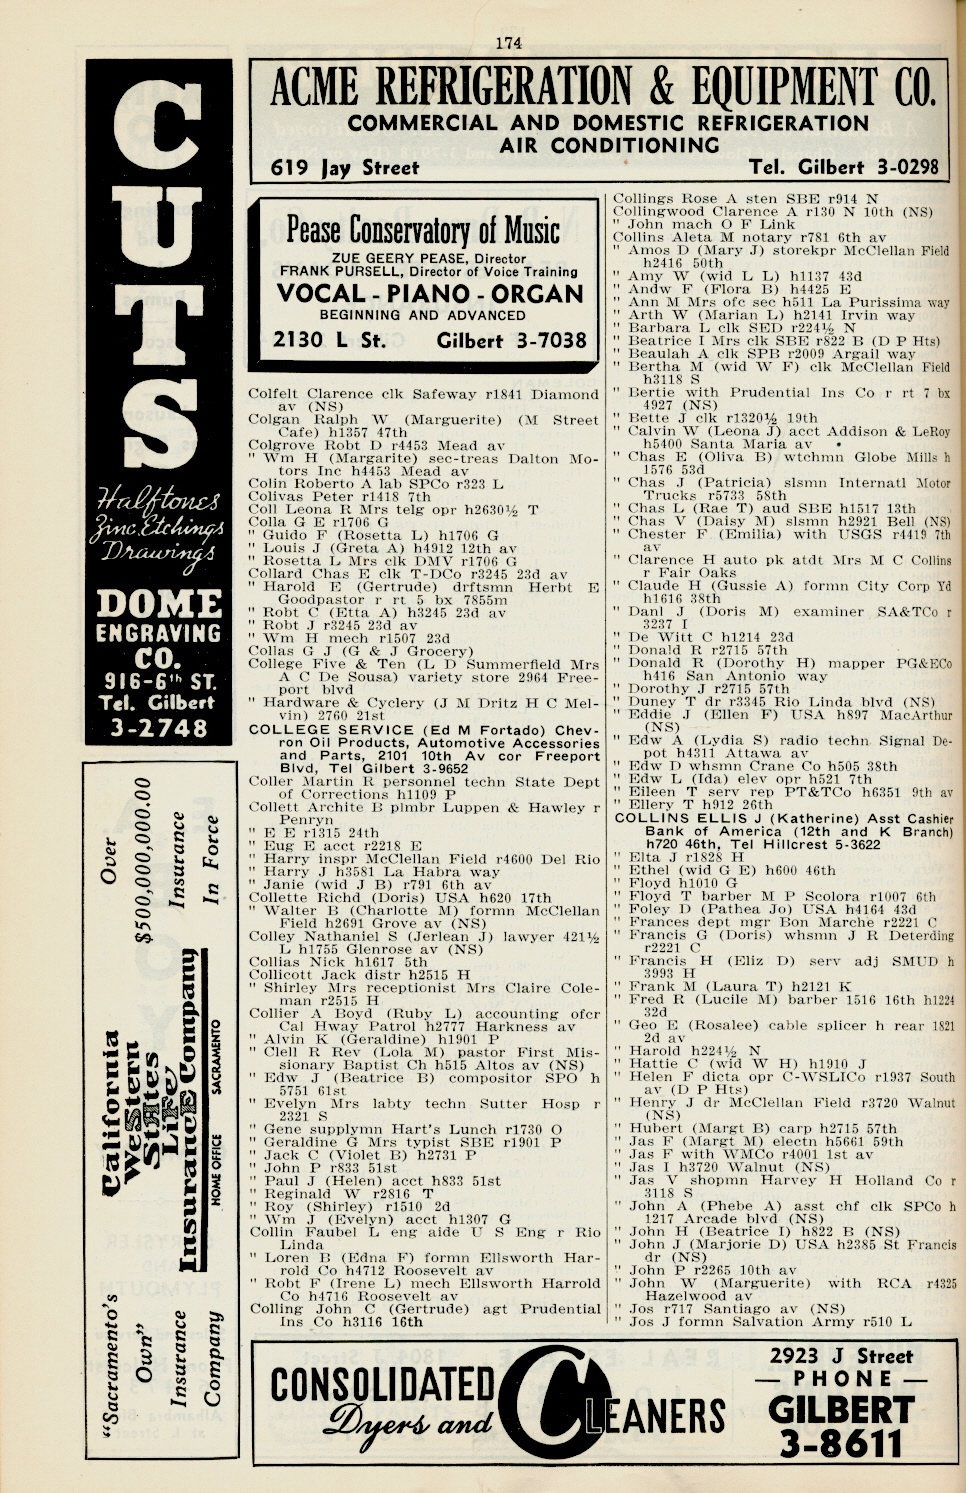 174
CUTS
Halftones
Zinc Etchings
Drawings
DOME
ENGRAVING
CO.
916-6th ST.
Tel. Gilbert
3-2748
ACME REFRIGERATION & EQUIPMENT CO.
COMMERCIAL AND DOMESTIC REFRIGERATION
AIR CONDITIONING
619 Jay Street Tel. Gilbert 3-0298
Pease Conservatory of Music
ZUE GEERY PEASE, Director
FRANK PURSELL, Director of Voice Training
VOCAL - PIANO - ORGAN
BEGINNING AND ADVANCED
2130 L St. Gilbert 3-7038
Colfelt Clarence clk Safeway r1841 Diamond
av (NS)
Colgan Ralph W (Marguerite) (M Street
Cafe) h1357 47th
Colgrove Robt D r4453 Mead av
" Wm H (Margarite) sec-treas Dalton Mo-
tors Inc h4453 Mead av
Colin Roberto A lab SPCo r323 L
Colivas Peter r1418 7th
Coll Leona R Mrs telg opr h2630½ T
Colla G E r1706 G
" Guido F (Rosetta L) h1706 G
" Louis J (Greta A) h4912 12th av
" Rosetta L Mrs clk DMV r1706 G
Collard Chas E clk T-DCo r3245 23d av
" Harold E (Gertrude) drftsmn Herbt E
Goodpastor r rt 5 bx 7855m
" Robt C (Etta A) h3245 23d av
" Robt J r3245 23d av
" Wm H mech r1507 23d
Collas G J (G & J Grocery)
College Five & Ten (L D Summerfield Mrs
A C De Sousa) variety store 2964 Free-
port blvd
" Hardware & Cyclery (J M Dritz H C Mel-
vin) 2760 21st
COLLEGE SERVICE (Ed M Fortado) Chev-
ron Oil Products, Automotive Accessories
and Parts, 2101 10th Av cor Freeport
Blvd, Tel Gilbert 3-9652
Coller Martin R personnel techn State Dept
of Corrections h1109 P
Collett Archite B plmbr Luppen & Hawley r
Penryn
" E E r1315 24th
" Eug E acct r2218 E
" Harry inspr McClellan Field r4600 Del Rio
" Harry J h3581 La Habra way
" Janie (wid J B) r791 6th av
Collette Richd (Doris) USA h620 17th
" Walter B (Charlotte M) formn McClellan
Field h2691 Grove av (NS)
Colley Nathaniel S (Jerlean J) lawyer 421½
L h1755 Glenrose av (NS)
Collias Nick h1617 5th
Collicott Jack distr h2515 H
" Shirley Mrs receptionist Mrs Claire Cole-
man r2515 H
Collier A Boyd (Ruby L) accounting ofcr
Cal Hway Patrol h2777 Harkness av
" Alvin K (Geraldine) h1901 P
" Clell R Rev (Lola M) pastor First Mis-
sionary Baptist Ch h515 Altos av (NS)
" Edw J (Beatrice B) compositor SPO h
5751 61st
" Evelyn Mrs labty techn Sutter Hosp r
2321 S
" Gene supplymn Hart's Lunch r1730 O
" Geraldine G Mrs typist SBE r1901 P
" Jack C (Violet B) h2731 P
" John P r833 51st
" Paul J (Helen) acct h833 51st
" Reginald W r2816 T
" Roy (Shirley) r1510 2d
" Wm J (Evelyn) acct h1307 G
Collin Faubel L eng aide U S Eng r Rio
Linda
" Loren B (Edna F) formn Ellsworth Har-
rold Co h4712 Roosevelt av
" Robt F (Irene L) mech Ellsworth Harrold
Co h4716 Roosevelt av
Colling John C (Gertrude) agt Prudential
Ins Co h3116 16th
Collings Rose A sten SBE r914 N
Collingwood Clarence A r130 N 10th (NS)
" John mach O F Link
Collins Aleta M notary r781 6th av
" Amos D (Mary J) storekpr McClellan Field
h2416 50th
" Amy W (wid L L) h1137 43d
" Andw F (Flora B) h4425 E
" Ann M Mrs ofc sec h511 La Purissima way
" Arth W (Marian L) h2141 Irvin way
" Barbara L clk SED r224½ N
" Beatrice I Mrs clk SBE r822 B (D P Hts)
" Beaulah A clk SPB r2009 Argail way
" Bertha M (wid W F) clk McClellan Field
h3118 S
" Bertie with Prudential Ins Co r rt 7 bx
4927 (NS)
" Bette J clk r1320½ 19th
" Calvin W (Leona J) acct Addison & LeRoy
h5400 Santa Maria av
" Chas E (Oliva B) wtchmn Globe Mills h
1576 53d
" Chas J (Patricia) slsmn Internatl Motor
Trucks r5733 58th
" Chas L (Rae T) aud SBE h1517 13th
" Chas V (Daisy M) slsmn h2921 Bell (NS)
" Chester F (Emilia) with USGS r4419 7th
av
" Clarence H auto pk atdt Mrs M C Collins
r Fair Oaks
" Claude H (Gussie A) formn City Corp Yd
h1616 38th
" Danl J (Doris M) examiner SA&TCo r
3237 I
" De Witt C h1214 23d
" Donald R r2715 57th
" Donald R (Dorothy H) mapper PG&ECo
h416 San Antonio way
" Dorothy J r2715 57th
" Duney T dr r3345 Rio Linda blvd (NS)
" Eddie J (Ellen F) USA h897 MacArthur
(NS)
" Edw A (Lydia S) radio techn Signal De-
pot h4311 Attawa av
" Edw D whsmn Crane Co h505 38th
" Edw L (Ida) elev opr h521 7th
" Eileen T serv rep PT&TCo h6351 9th av
" Ellery T h912 26th
COLLINS ELLIS J (Katherine) Asst Cashier
Bank of America (12th and K Branch)
h720 46th, Tel Hillcrest 5-3622
" Elta J r1828 H
" Ethel (wid G E) h600 46th
" Floyd h1010 G
" Floyd T barber M P Scolora r1007 6th
" Foley D (Pathea Jo) USA h4164 43d
" Frances dept mgr Bon Marche r2221 C
" Francis G (Doris) whsmn J R Deterding
r2221 C
" Francis H (Eliz D) serv adj SMUD h
3993 H
" Frank M (Laura T) h2121 K
" Fred R (Lucile M) barber 1516 16th h1224
32d
" Geo E (Rosalee) cable splicer h rear 1821
2d av
" Harold h224½ N
" Hattie C (wid W H) h1910 J
" Helen F dicta opr C-WSLICo r1937 South
av (D P Hts)
" Henry J dr McClellan Field r3720 Walnut
(NS)
" Hubert (Margt B) carp h2715 57th
" Jas F (Margt M) electn h5661 59th
" Jas F with WMCo r4001 1st av
" Jas I h3720 Walnut (NS)
" Jas V shopmn Harvey H Holland Co r
3118 S
" John A (Phebe A) asst chf clk SPCo h
1217 Arcade blvd (NS)
" John H (Beatrice I) h822 B (NS)
" John J (Marjorie D) USA h2385 St Francis
dr (NS)
" John P r2265 10th av
" John W (Marguerite) with RCA r4325
Hazelwood av
" Jos r717 Santiago av (NS)
" Jos J formn Salvation Army r510 L
"Sacramento's
Own"
Insurance
Company
California
Western
States
Life
Insurance Company
HOME OFFICE SACRAMENTO
Over
$500,000,000.00
Insurance
In Force
CONSOLIDATED
Dyers and CLEANERS
2923 J Street
— PHONE —
GILBERT
3-8611